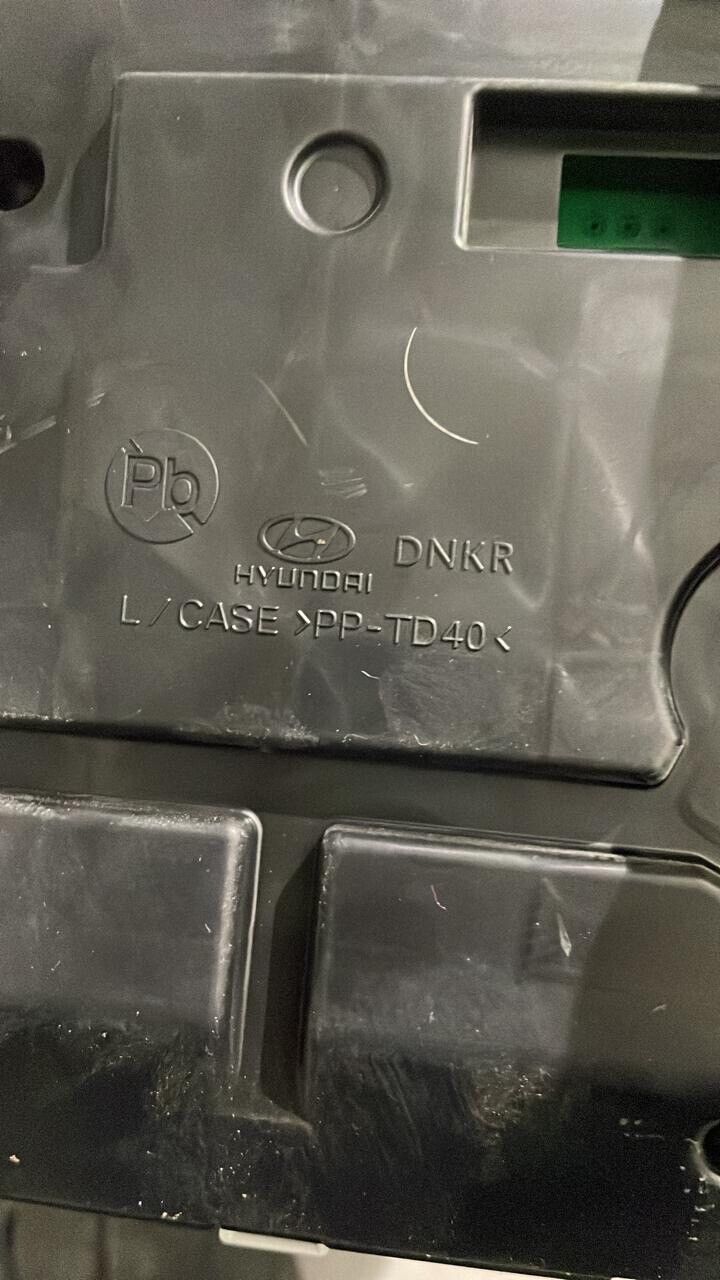 Pb
HYUNDAI DNKR
L/CASE >PP-TD40<